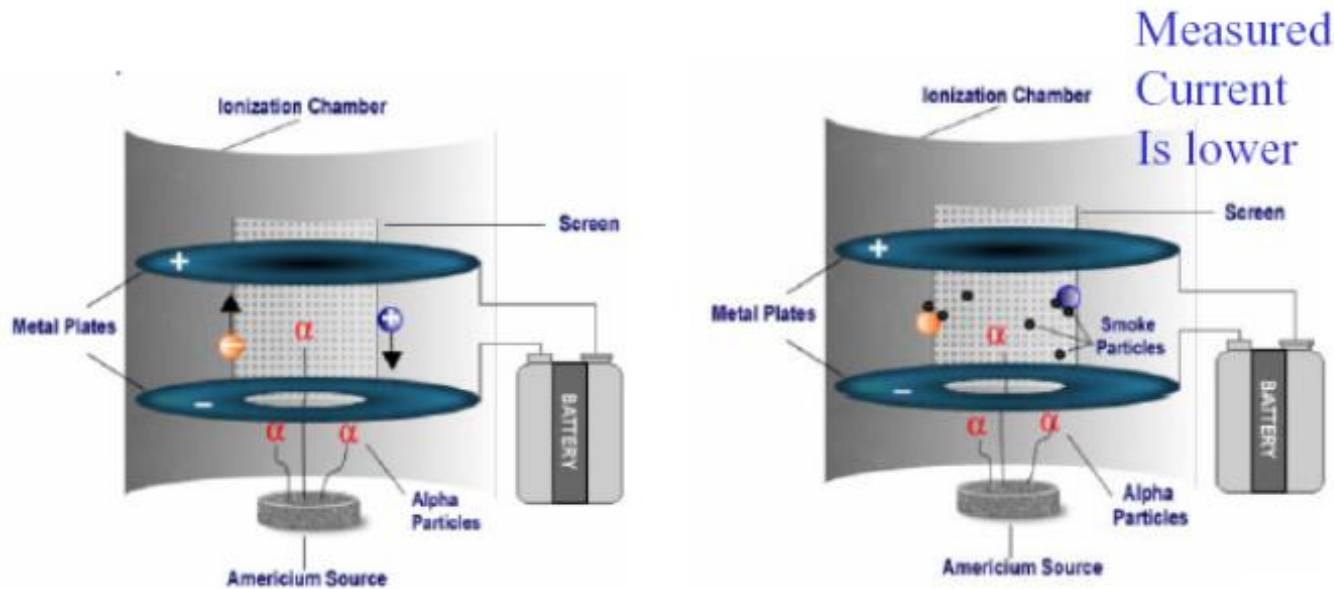 Ionization Chamber
Screen
+
Metal Plates
α
+
−
−
α α
BATTERY
Alpha
Particles
Americium Source
Measured
Current
Is lower
Ionization Chamber
Screen
+
Metal Plates
Smoke
Particles
α
−
α α
BATTERY
Alpha
Particles
Americium Source